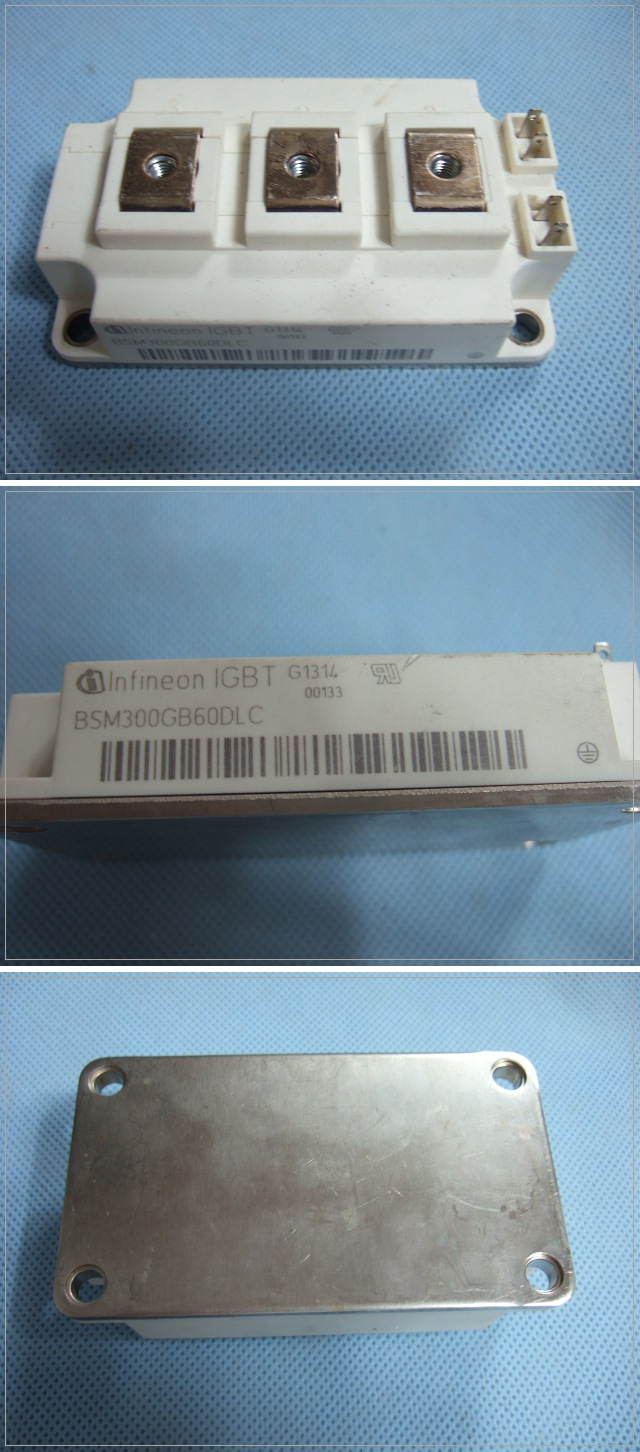 Infineon IGBT
BSM300GB60DLC
Infineon IGBT G1314
00133
BSM300GB60DLC